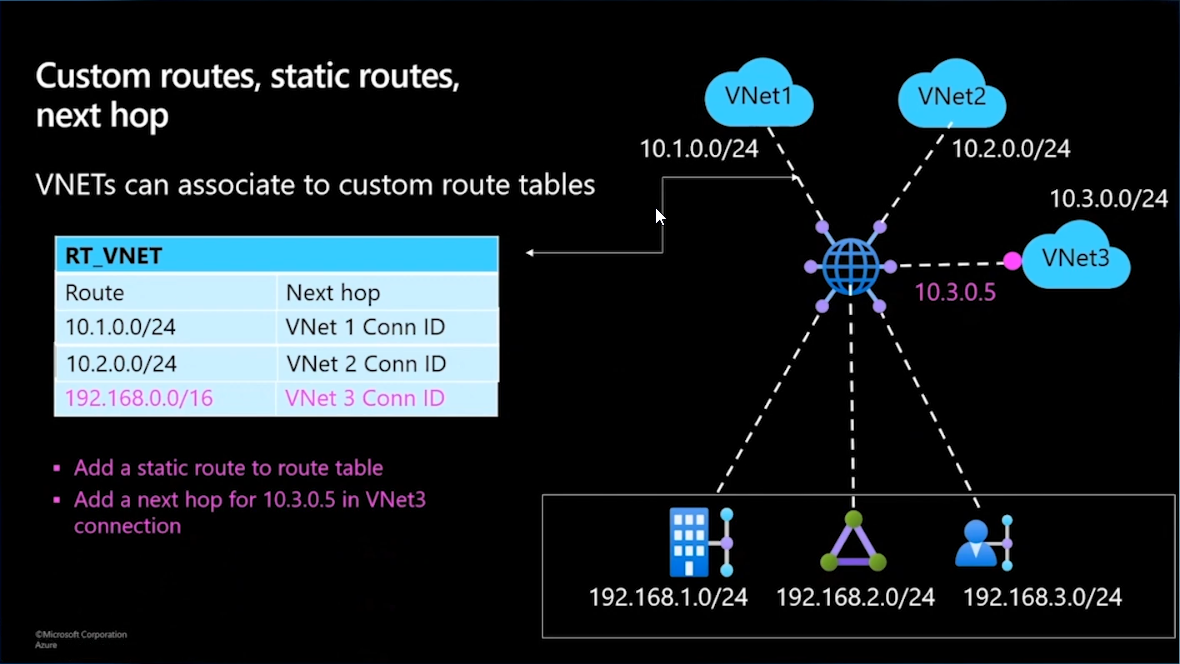 Custom routes, static routes,
next hop
VNETs can associate to custom route tables
RT_VNET
Route Next hop
10.1.0.0/24 VNet 1 Conn ID
10.2.0.0/24 VNet 2 Conn ID
192.168.0.0/16 VNet 3 Conn ID
▪ Add a static route to route table
▪ Add a next hop for 10.3.0.5 in VNet3
connection
VNet1
VNet2
10.1.0.0/24
10.2.0.0/24
10.3.0.0/24
VNet3
10.3.0.5
192.168.1.0/24
192.168.2.0/24
192.168.3.0/24
©Microsoft Corporation
Azure